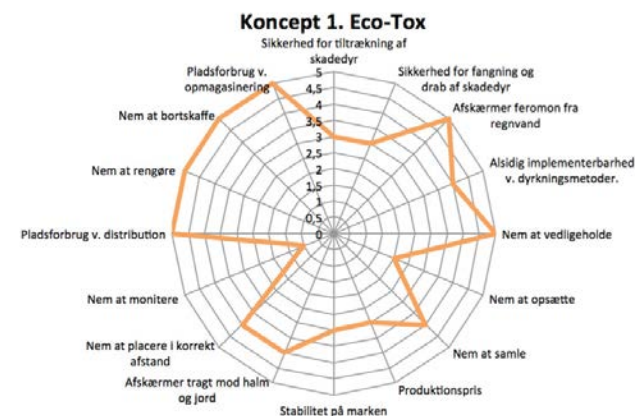 Koncept 1. Eco-Tox
Sikkerhed for tiltrækning af
skadedyr
Pladsforbrug v.
opmagasinering
Sikkerhed for fangning og
drab af skadedyr
Nem at bortskaffe
Afskærmer feromon fra
regnvand
Nem at rengøre
Alsidig implementerbarhed
v. dyrkningsmetoder.
Pladsforbrug v. distribution
Nem at vedligeholde
Nem at monitere
Nem at opsætte
Nem at placere i korrekt
afstand
Nem at samle
Afskærmer tragt mod halm
og jord
Produktionspris
Stabilitet på marken
5
4,5
4
3,5
3
2,5
2
1,5
1
0,5
0